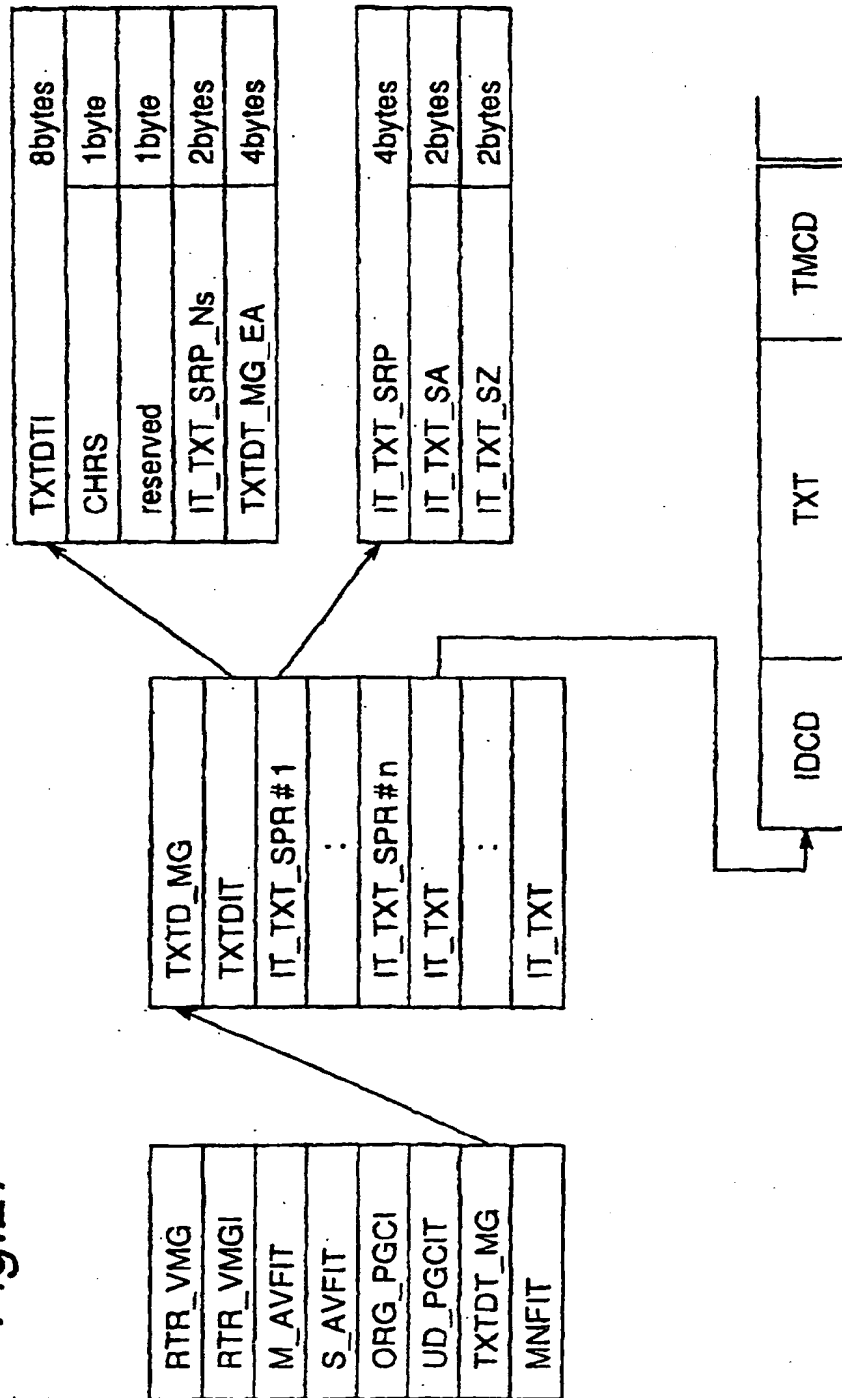 RTR_VMG
RTR_VMGI
M_AVFIT
S_AVFIT
ORG_PGCI
UD_PGCIT
TXTDT_MG
MNFIT
TXTD_MG
TXTDIT
IT_TXT_SPR#1
:
IT_TXT_SPR#n
IT_TXT
:
IT_TXT
TXTDTI 8bytes
CHRS 1byte
reserved 1byte
IT_TXT_SRP_Ns 2bytes
TXTDT_MG_EA 4bytes
IT_TXT_SRP 4bytes
IT_TXT_SA 2bytes
IT_TXT_SZ 2bytes
IDCD TXT TMCD